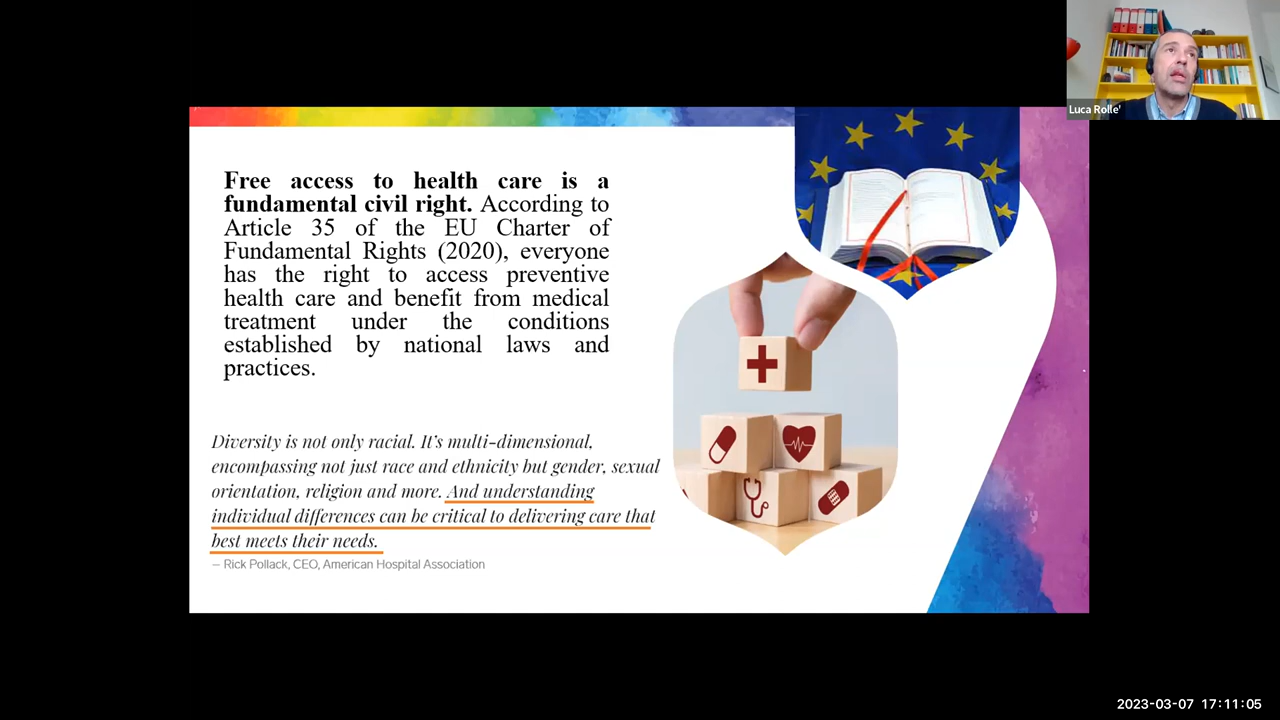 Luca Rolle'
Free access to health care is a
fundamental civil right. According to
Article 35 of the EU Charter of
Fundamental Rights (2020), everyone
has the right to access preventive
health care and benefit from medical
treatment under the conditions
established by national laws and
practices.
Diversity is not only racial. It's multi-dimensional,
encompassing not just race and ethnicity but gender, sexual
orientation, religion and more. And understanding
individual differences can be critical to delivering care that
best meets their needs.
— Rick Pollack, CEO, American Hospital Association
2023-03-07 17:11:05